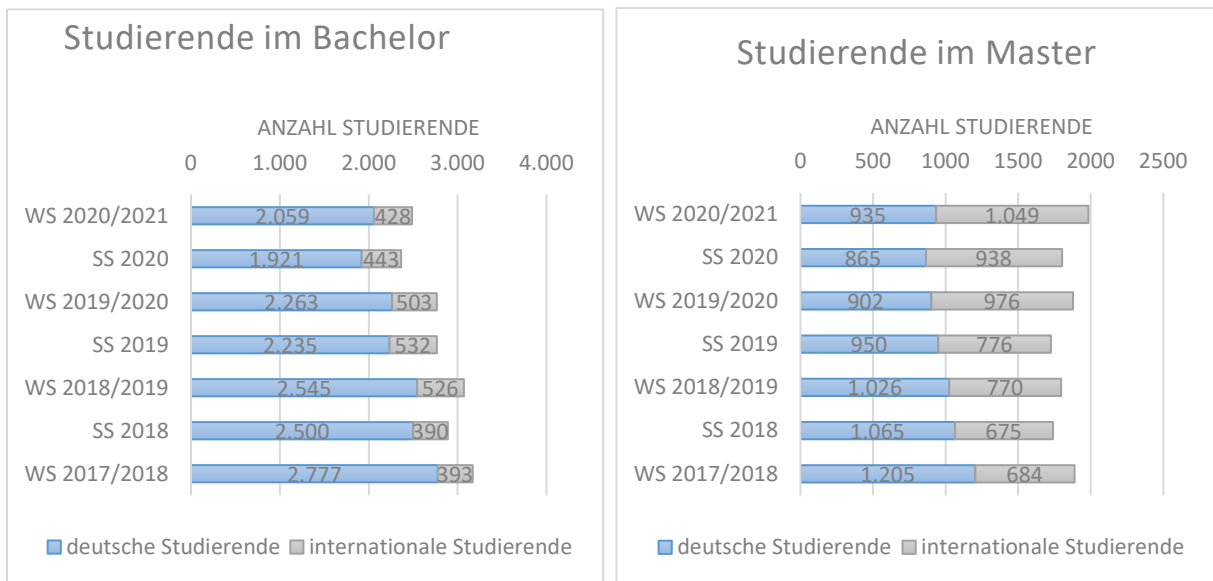 Studierende im Bachelor
ANZAHL STUDIERENDE
0 1.000 2.000 3.000 4.000
WS 2020/2021 2.059 428
SS 2020 1.921 443
WS 2019/2020 2.263 503
SS 2019 2.235 532
WS 2018/2019 2.545 526
SS 2018 2.500 390
WS 2017/2018 2.777 393
deutsche Studierende internationale Studierende
Studierende im Master
ANZAHL STUDIERENDE
0 500 1000 1500 2000 2500
WS 2020/2021 935 1.049
SS 2020 865 938
WS 2019/2020 902 976
SS 2019 950 776
WS 2018/2019 1.026 770
SS 2018 1.065 675
WS 2017/2018 1.205 684
deutsche Studierende internationale Studierende